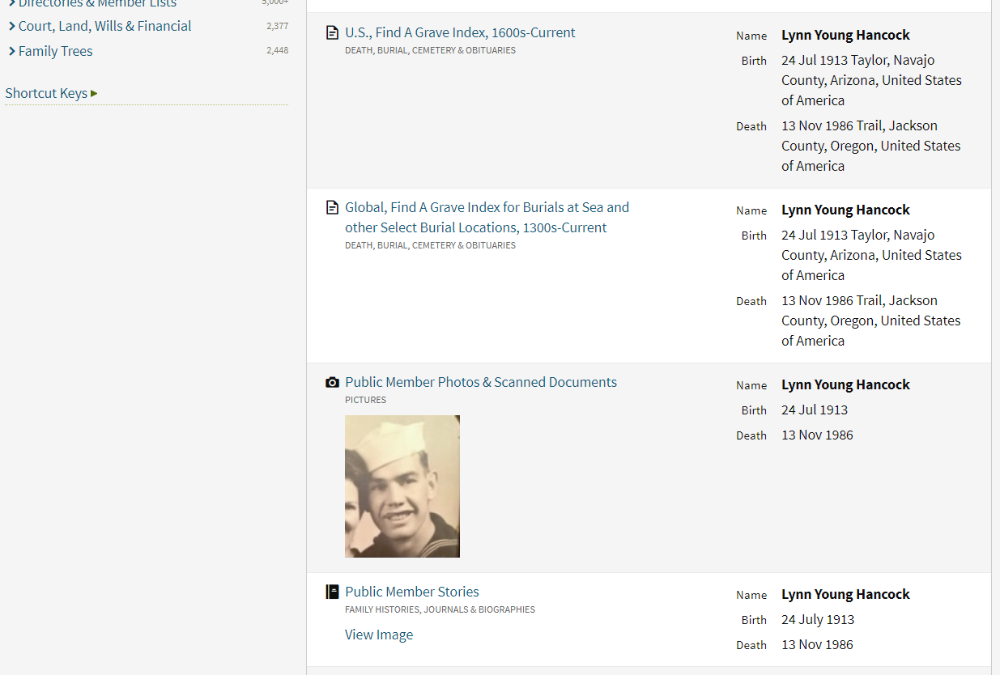 Directories & Member Lists 5,000+
Court, Land, Wills & Financial 2,377
Family Trees 2,448
Shortcut Keys
U.S., Find A Grave Index, 1600s-Current
DEATH, BURIAL, CEMETERY & OBITUARIES
Name Lynn Young Hancock
Birth 24 Jul 1913 Taylor, Navajo
County, Arizona, United States
of America
Death 13 Nov 1986 Trail, Jackson
County, Oregon, United States
of America
Global, Find A Grave Index for Burials at Sea and
other Select Burial Locations, 1300s-Current
DEATH, BURIAL, CEMETERY & OBITUARIES
Name Lynn Young Hancock
Birth 24 Jul 1913 Taylor, Navajo
County, Arizona, United States
of America
Death 13 Nov 1986 Trail, Jackson
County, Oregon, United States
of America
Public Member Photos & Scanned Documents
PICTURES
Name Lynn Young Hancock
Birth 24 Jul 1913
Death 13 Nov 1986
Public Member Stories
FAMILY HISTORIES, JOURNALS & BIOGRAPHIES
View Image
Name Lynn Young Hancock
Birth 24 July 1913
Death 13 Nov 1986